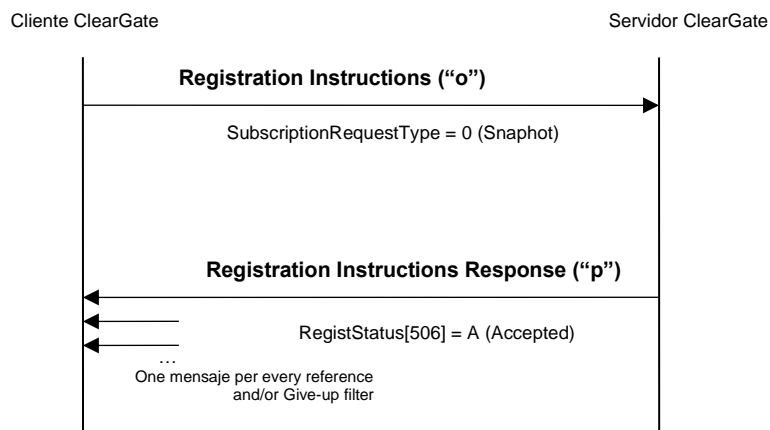 Cliente ClearGate
Servidor ClearGate
Registration Instructions (“o”)
SubscriptionRequestType = 0 (Snaphot)
Registration Instructions Response (“p”)
RegistStatus[506] = A (Accepted)
…
One mensaje per every reference
and/or Give-up filter